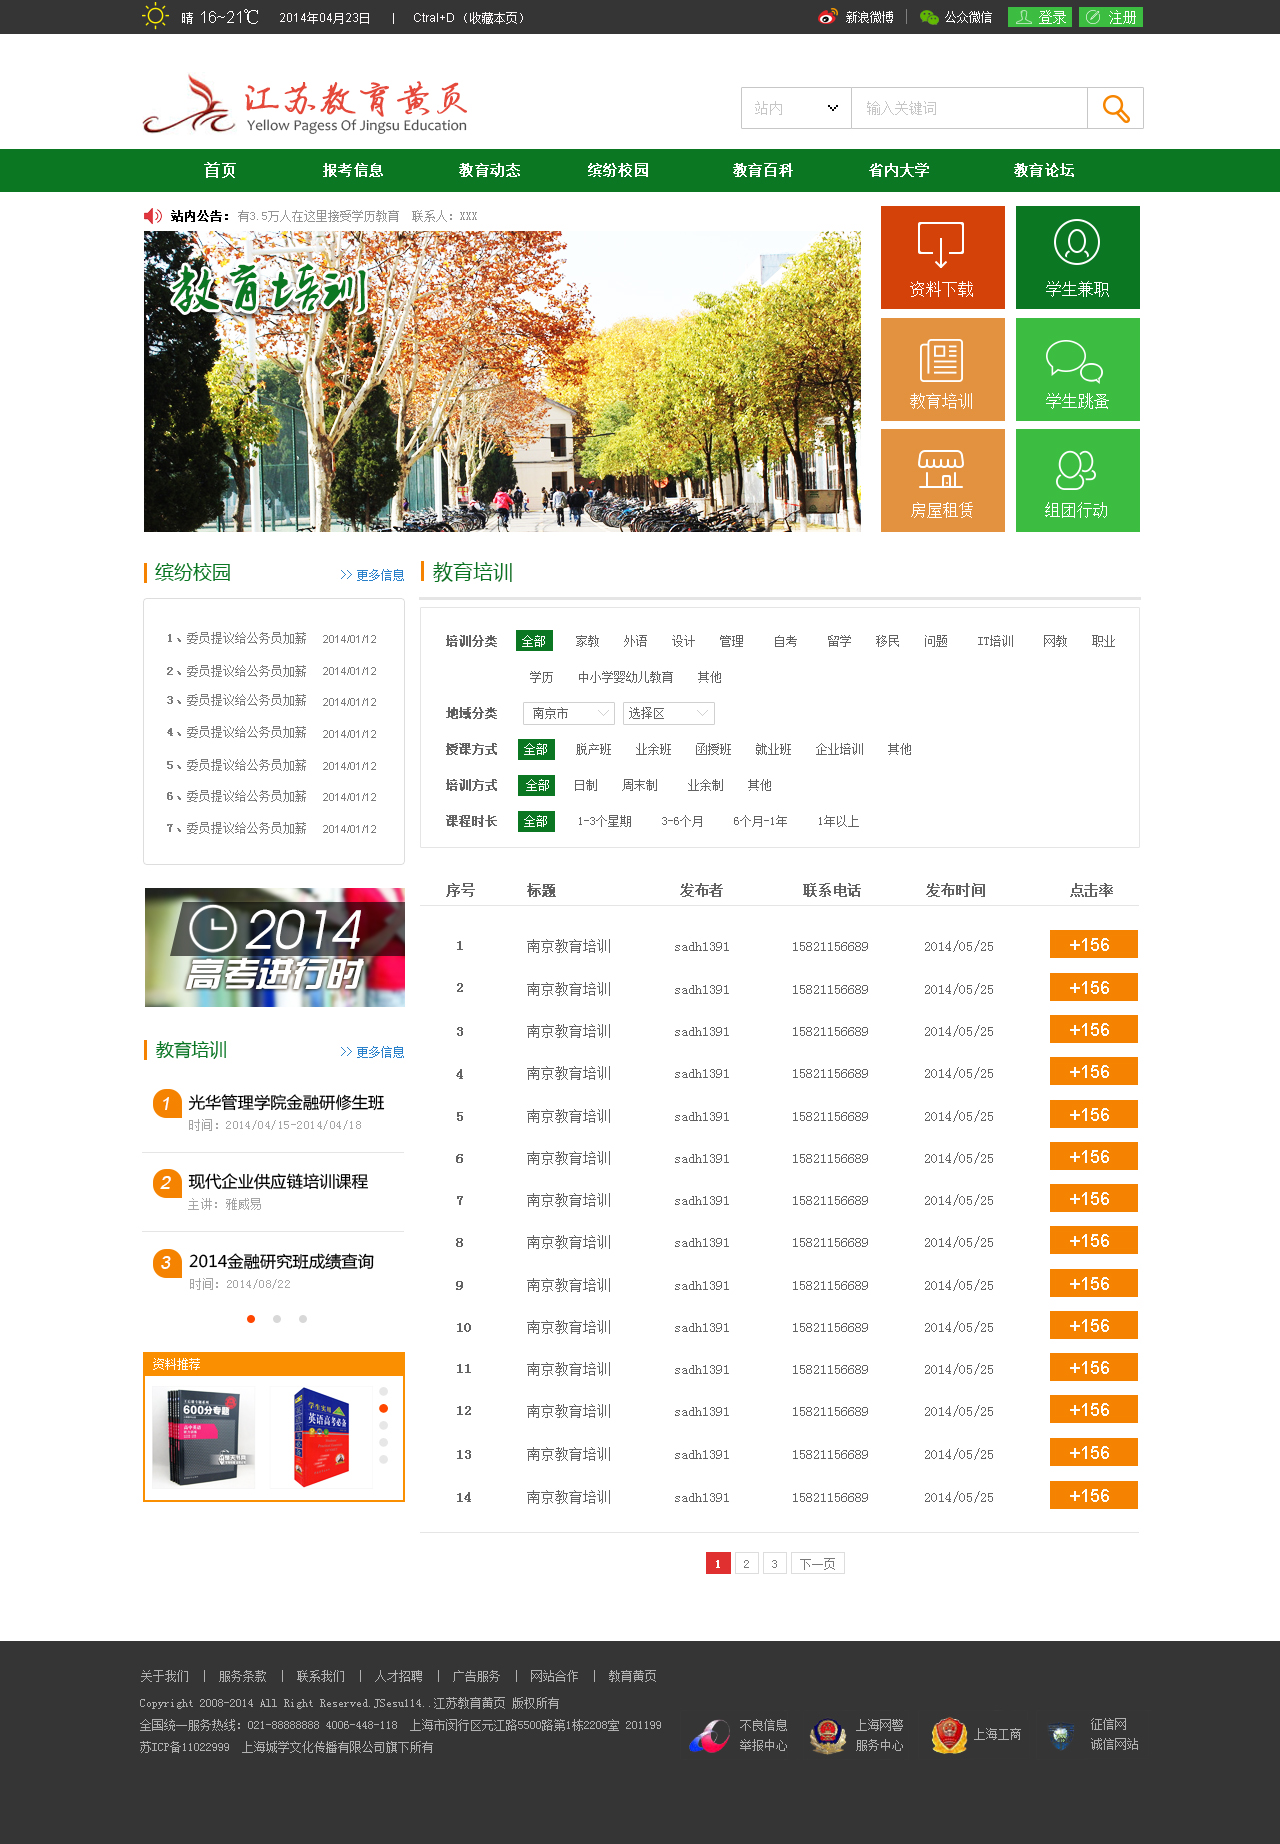 晴 16~21℃ 2014年04月23日 | Ctral+D（收藏本页） 新浪微博 公众微信 登录 注册
江苏教育黄页
Yellow Pagess Of Jingsu Education
站内 输入关键词
首页 报考信息 教育动态 缤纷校园 教育百科 省内大学 教育论坛
站内公告：有3.5万人在这里接受学历教育 联系人：XXX
教育培训
资料下载 学生兼职
教育培训 学生跳蚤
房屋租赁 组团行动
缤纷校园 >> 更多信息
1、委员提议给公务员加薪 2014/01/12
2、委员提议给公务员加薪 2014/01/12
3、委员提议给公务员加薪 2014/01/12
4、委员提议给公务员加薪 2014/01/12
5、委员提议给公务员加薪 2014/01/12
6、委员提议给公务员加薪 2014/01/12
7、委员提议给公务员加薪 2014/01/12
2014
高考进行时
教育培训 >> 更多信息
1 光华管理学院金融研修生班
时间：2014/04/15-2014/04/18
2 现代企业供应链培训课程
主讲：雅威易
3 2014金融研究班成绩查询
时间：2014/08/22
资料推荐
600分专题
学生实用
英语高考必备
教育培训
培训分类 全部 家教 外语 设计 管理 自考 留学 移民 问题 IT培训 网教 职业
学历 中小学婴幼儿教育 其他
地域分类 南京市 选择区
授课方式 全部 脱产班 业余班 函授班 就业班 企业培训 其他
培训方式 全部 日制 周末制 业余制 其他
课程时长 全部 1-3个星期 3-6个月 6个月-1年 1年以上
序号 标题 发布者 联系电话 发布时间 点击率
1 南京教育培训 sadh1391 15821156689 2014/05/25 +156
2 南京教育培训 sadh1391 15821156689 2014/05/25 +156
3 南京教育培训 sadh1391 15821156689 2014/05/25 +156
4 南京教育培训 sadh1391 15821156689 2014/05/25 +156
5 南京教育培训 sadh1391 15821156689 2014/05/25 +156
6 南京教育培训 sadh1391 15821156689 2014/05/25 +156
7 南京教育培训 sadh1391 15821156689 2014/05/25 +156
8 南京教育培训 sadh1391 15821156689 2014/05/25 +156
9 南京教育培训 sadh1391 15821156689 2014/05/25 +156
10 南京教育培训 sadh1391 15821156689 2014/05/25 +156
11 南京教育培训 sadh1391 15821156689 2014/05/25 +156
12 南京教育培训 sadh1391 15821156689 2014/05/25 +156
13 南京教育培训 sadh1391 15821156689 2014/05/25 +156
14 南京教育培训 sadh1391 15821156689 2014/05/25 +156
1 2 3 下一页
关于我们 | 服务条款 | 联系我们 | 人才招聘 | 广告服务 | 网站合作 | 教育黄页
Copyright 2008-2014 All Right Reserved.JSesu114..江苏教育黄页 版权所有
全国统一服务热线：021-88888888 4006-448-118 上海市闵行区元江路5500路第1栋2208室 201199
苏ICP备11022999 上海城学文化传播有限公司旗下所有
不良信息
举报中心
上海网警
服务中心
上海工商
征信网
诚信网站